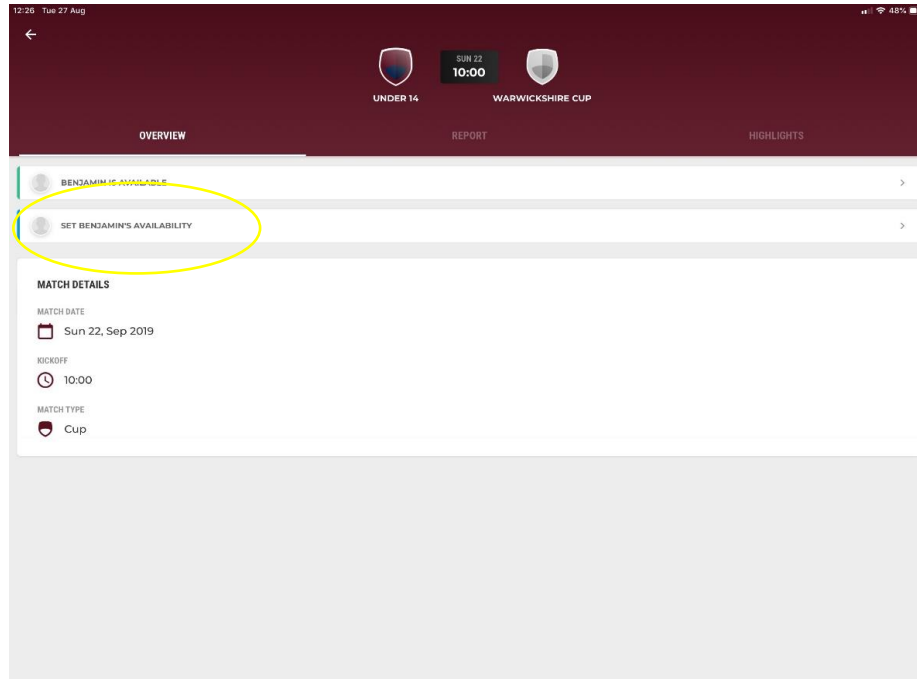 12:26 Tue 27 Aug
48%
SUN 22
10:00
UNDER 14
WARWICKSHIRE CUP
OVERVIEW
REPORT
HIGHLIGHTS
BENJAMIN IS AVAILABLE
SET BENJAMIN'S AVAILABILITY
MATCH DETAILS
MATCH DATE
Sun 22, Sep 2019
KICKOFF
10:00
MATCH TYPE
Cup